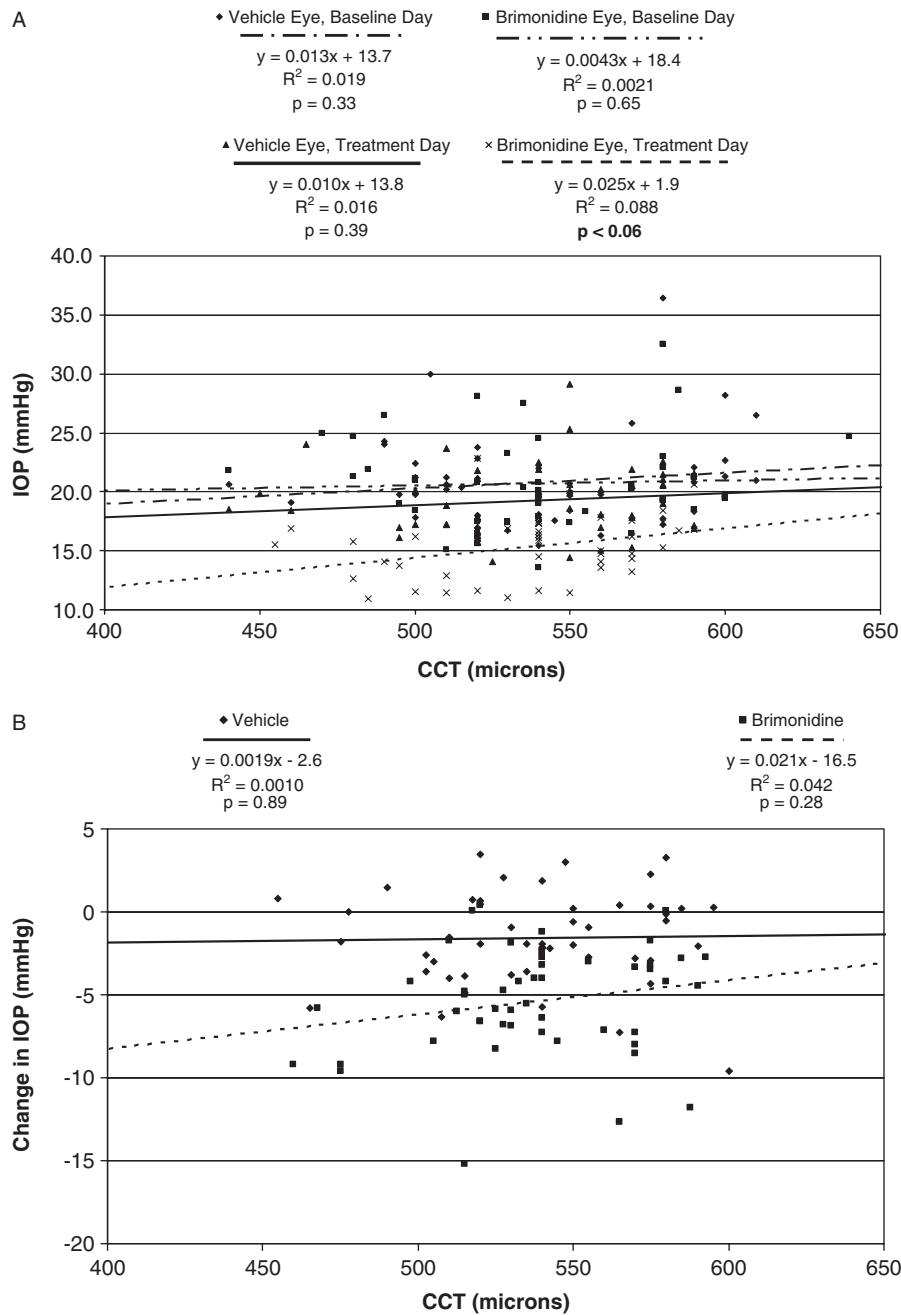 A
Vehicle Eye, Baseline Day
y = 0.013x + 13.7
R² = 0.019
p = 0.33
Brimonidine Eye, Baseline Day
y = 0.0043x + 18.4
R² = 0.0021
p = 0.65
Vehicle Eye, Treatment Day
y = 0.010x + 13.8
R² = 0.016
p = 0.39
Brimonidine Eye, Treatment Day
y = 0.025x + 1.9
R² = 0.088
p < 0.06
IOP (mmHg)
40.0
35.0
30.0
25.0
20.0
15.0
10.0
400 450 500 550 600 650
CCT (microns)
B
Vehicle
y = 0.0019x - 2.6
R² = 0.0010
p = 0.89
Brimonidine
y = 0.021x - 16.5
R² = 0.042
p = 0.28
Change in IOP (mmHg)
5
0
-5
-10
-15
-20
400 450 500 550 600 650
CCT (microns)